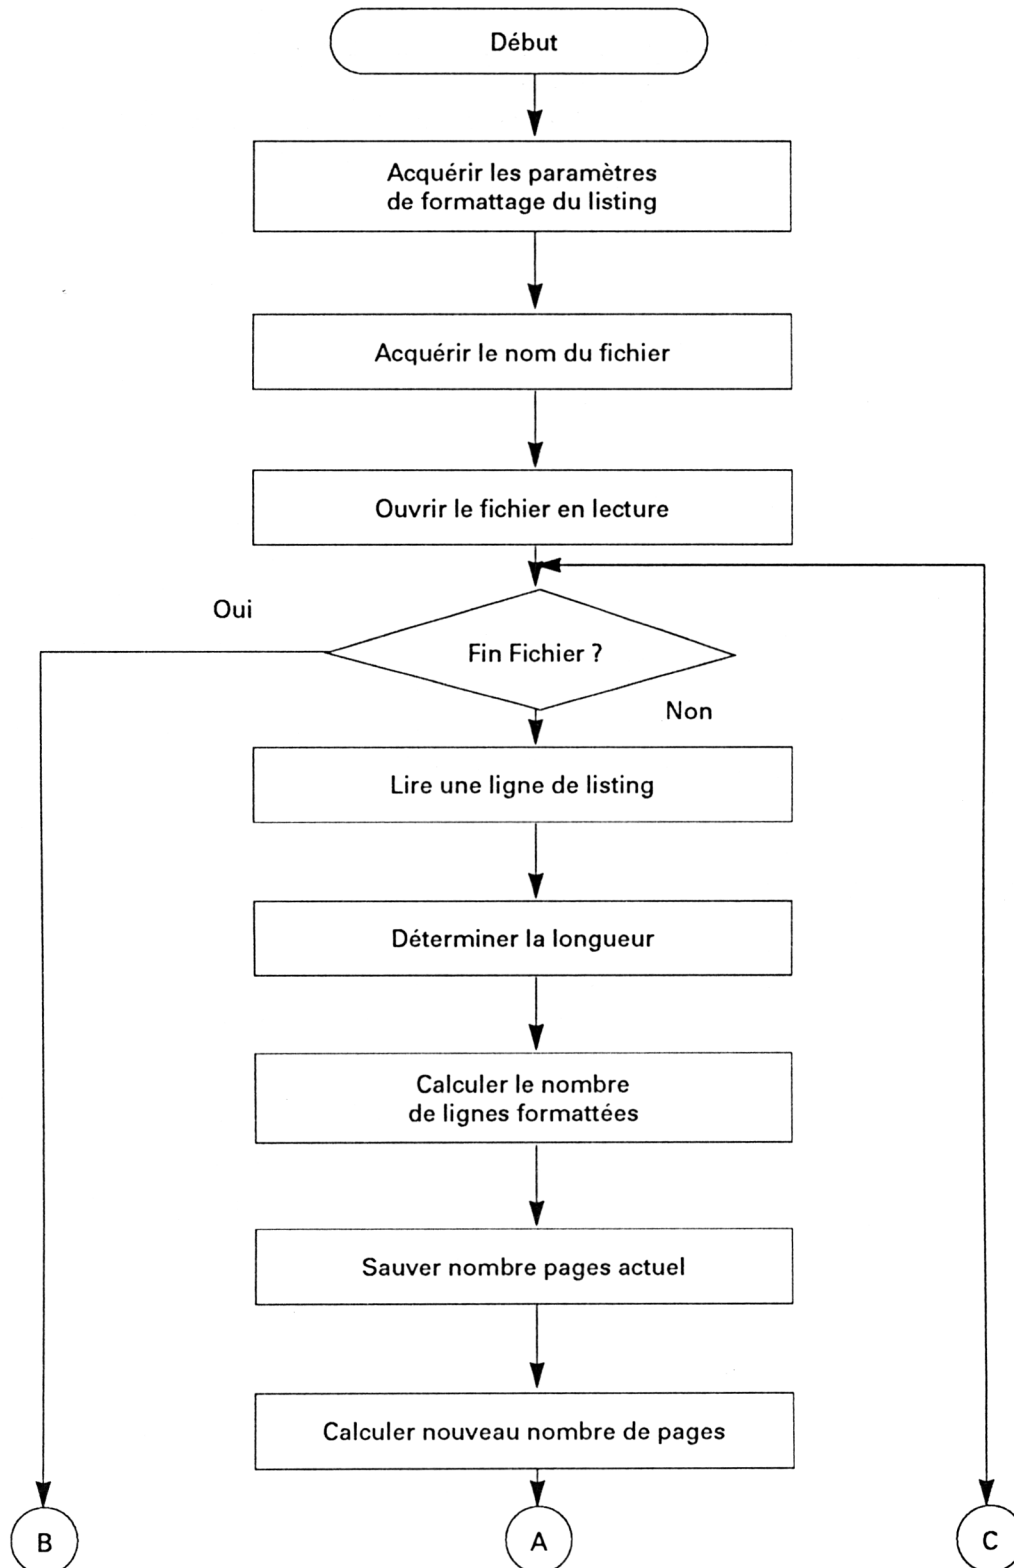 Début
Acquérir les paramètres
de formattage du listing
Acquérir le nom du fichier
Ouvrir le fichier en lecture
Oui
Fin Fichier ?
Non
Lire une ligne de listing
Déterminer la longueur
Calculer le nombre
de lignes formattées
Sauver nombre pages actuel
Calculer nouveau nombre de pages
B
A
C